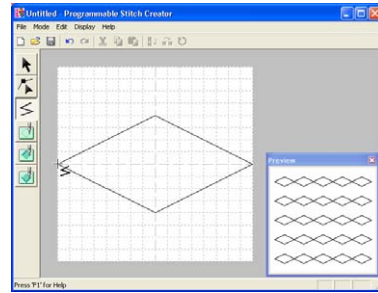 Untitled - Programmable Stitch Creator
File Mode Edit Display Help
Preview
Press 'F1' for Help